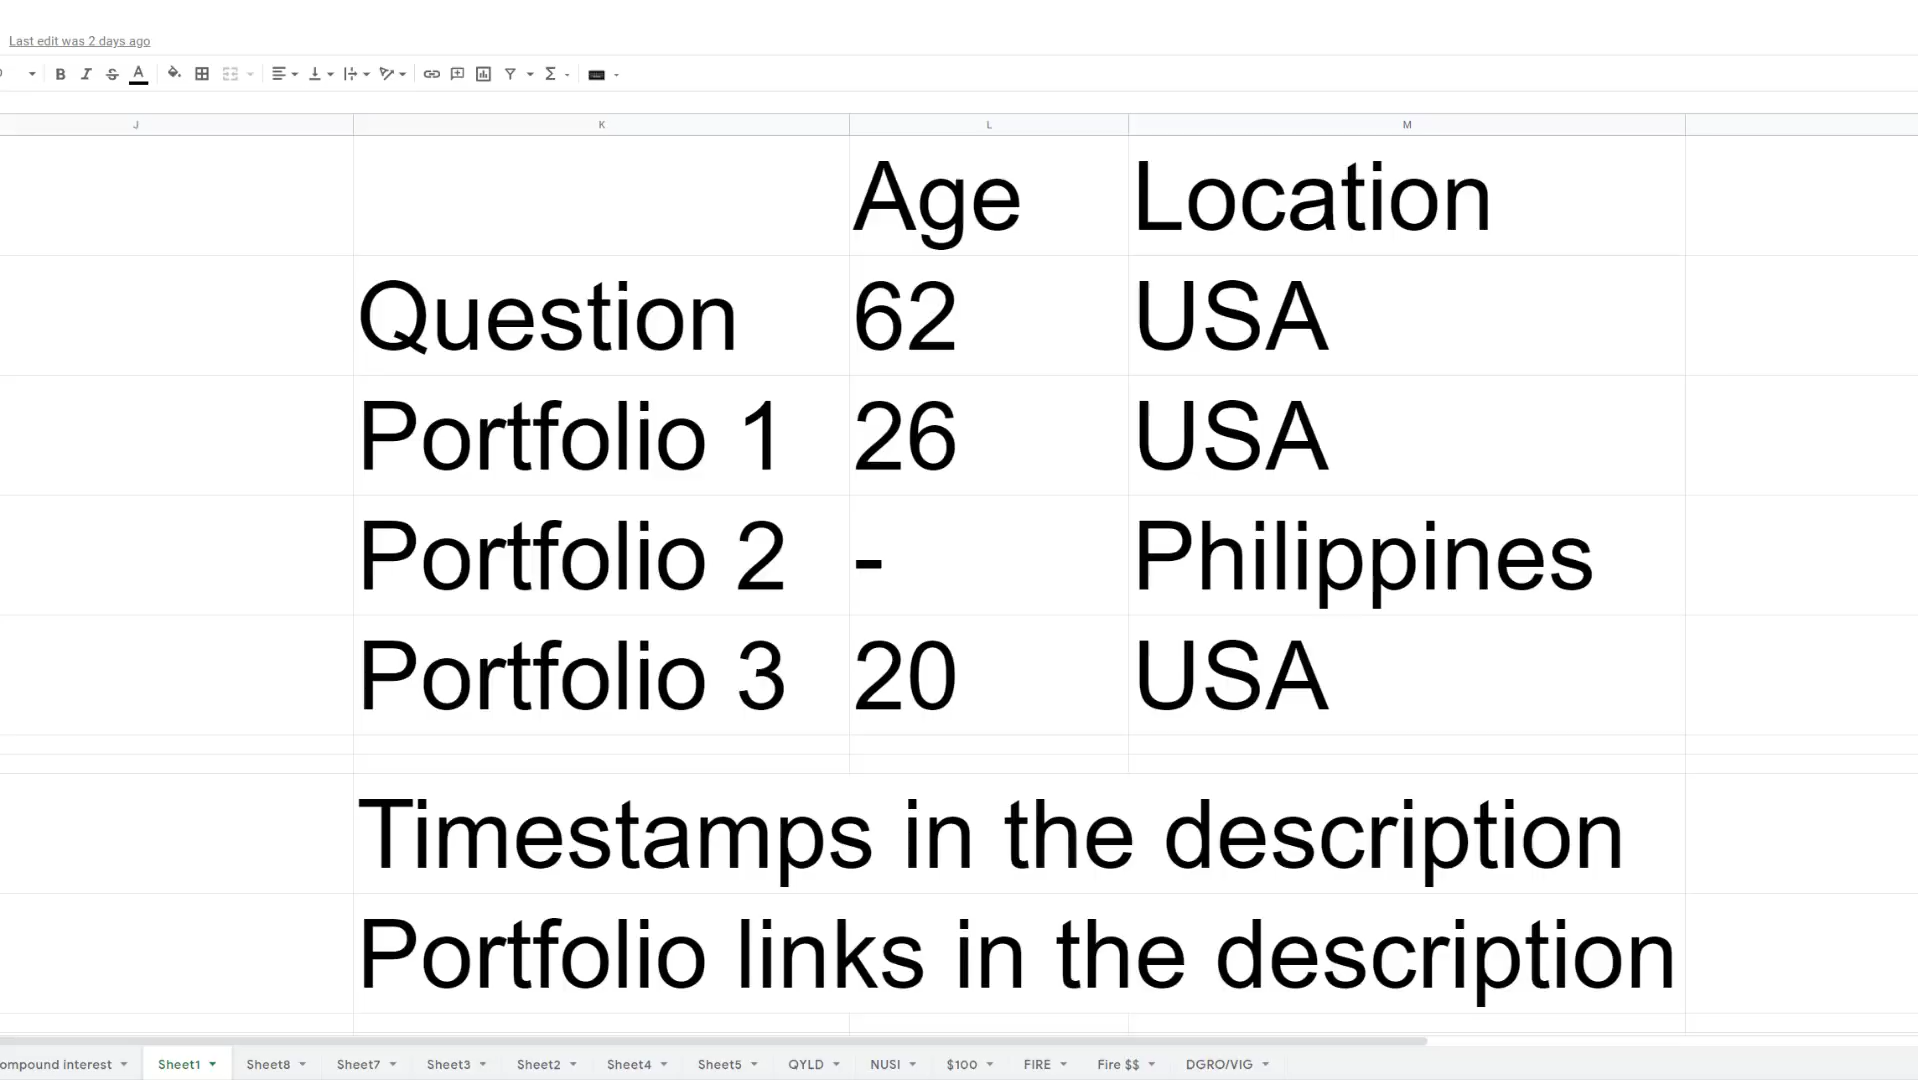 Last edit was 2 days ago
J K L M
Age Location
Question 62 USA
Portfolio 1 26 USA
Portfolio 2 - Philippines
Portfolio 3 20 USA
Timestamps in the description
Portfolio links in the description
ompound interest Sheet1 Sheet8 Sheet7 Sheet3 Sheet2 Sheet4 Sheet5 QYLD NUSI $100 FIRE Fire $$ DGRO/VIG